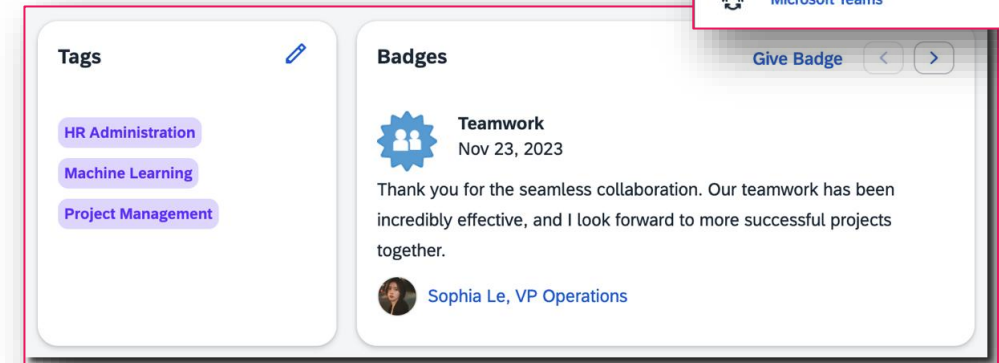 Microsoft Teams
Tags
HR Administration
Machine Learning
Project Management
Badges
Give Badge
Teamwork
Nov 23, 2023
Thank you for the seamless collaboration. Our teamwork has been
incredibly effective, and I look forward to more successful projects
together.
Sophia Le, VP Operations